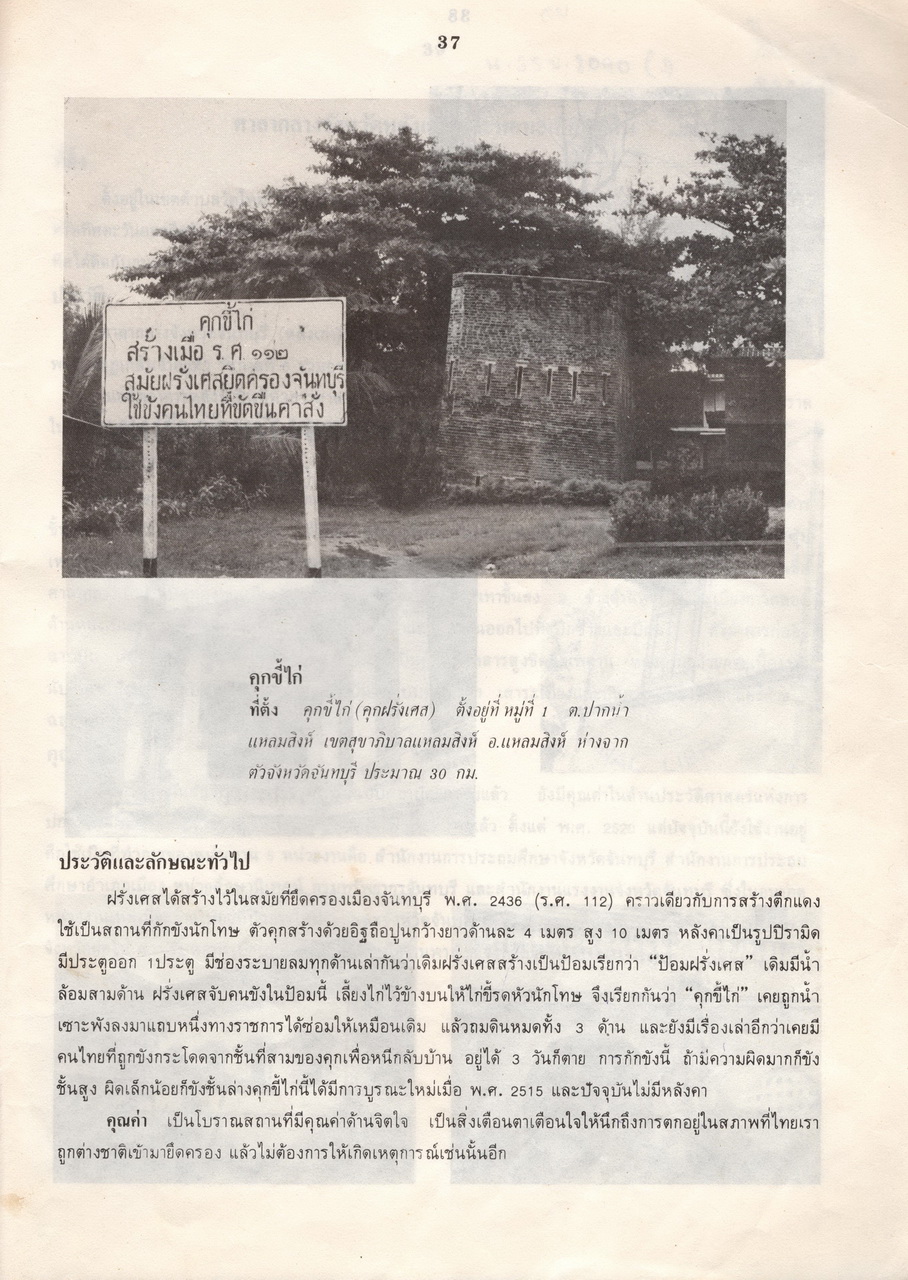 37
คุกขี้ไก่
สร้างเมื่อ ร.ศ ๑๑๒
สมัยฝรั่งเศสยึดครองจันทบุรี
ใช้ขังคนไทยที่ขัดขืนคำสั่ง
คุกขี้ไก่
ที่ตั้ง คุกขี้ไก่ (คุกฝรั่งเศส) ตั้งอยู่ที่ หมู่ที่ 1 ต.ปากน้ำ
แหลมสิงห์ เขตสุขาภิบาลแหลมสิงห์ อ.แหลมสิงห์ ห่างจาก
ตัวจังหวัดจันทบุรี ประมาณ 30 กม.
ประวัติและลักษณะทั่วไป
ฝรั่งเศสได้สร้างไว้ในสมัยที่ยึดครองเมืองจันทบุรี พ.ศ. 2436 (ร.ศ. 112) คราวเดียวกับการสร้างตึกแดง
ใช้เป็นสถานที่กักขังนักโทษ ตัวคุกสร้างด้วยอิฐถือปูนกว้างยาวด้านละ 4 เมตร สูง 10 เมตร หลังคาเป็นรูปปิรามิด
มีประตูออก 1ประตู มีช่องระบายลมทุกด้านเล่ากันว่าเดิมฝรั่งเศสสร้างเป็นป้อมเรียกว่า “ป้อมฝรั่งเศส” เดิมมีน้ำ
ล้อมสามด้าน ฝรั่งเศสจับคนขังในป้อมนี้ เลี้ยงไก่ไว้ข้างบนให้ไก่ขี้รดหัวนักโทษ จึงเรียกกันว่า “คุกขี้ไก่” เคยถูกน้ำ
เซาะพังลงมาแถบหนึ่งทางราชการได้ซ่อมให้เหมือนเดิม แล้วถมดินหมดทั้ง 3 ด้าน และยังมีเรื่องเล่าอีกว่าเคยมี
คนไทยที่ถูกขังกระโดดจากชั้นที่สามของคุกเพื่อหนีกลับบ้าน อยู่ได้ 3 วันก็ตาย การกักขังนี้ ถ้ามีความผิดมากก็ขัง
ชั้นสูง ผิดเล็กน้อยก็ขังชั้นล่างคุกขี้ไก่นี้ได้มีการบูรณะใหม่เมื่อ พ.ศ. 2515 และปัจจุบันไม่มีหลังคา
คุณค่า เป็นโบราณสถานที่มีคุณค่าด้านจิตใจ เป็นสิ่งเตือนตาเตือนใจให้นึกถึงการตกอยู่ในสภาพที่ไทยเรา
ถูกต่างชาติเข้ามายึดครอง แล้วไม่ต้องการให้เกิดเหตุการณ์เช่นนั้นอีก